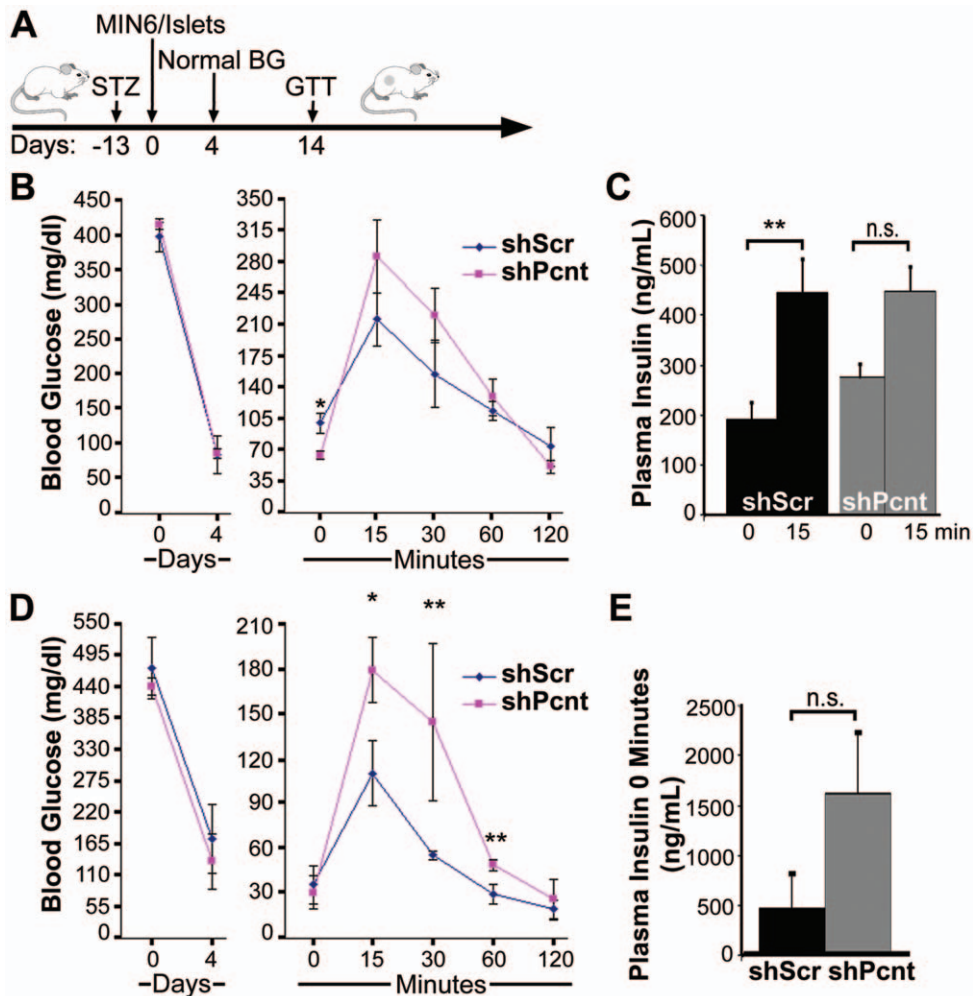 A
MIN6/Islets
Normal BG
STZ
GTT
Days: -13 0 4 14
B
Blood Glucose (mg/dl)
450
400
350
300
250
200
150
100
50
0
0 4
Days
350
315
280
245
210
175
140
105
70
35
0
*
shScr
shPcnt
0 15 30 60 120
Minutes
C
Plasma Insulin (ng/mL)
600
500
400
300
200
100
0
**
n.s.
shScr shPcnt
0 15 0 15 min
D
Blood Glucose (mg/dl)
550
495
440
385
330
275
220
165
110
55
0
0 4
Days
210
180
150
120
90
60
30
0
* **
**
shScr
shPcnt
0 15 30 60 120
Minutes
E
Plasma Insulin 0 Minutes
(ng/mL)
2500
2000
1500
1000
500
0
n.s.
shScr shPcnt